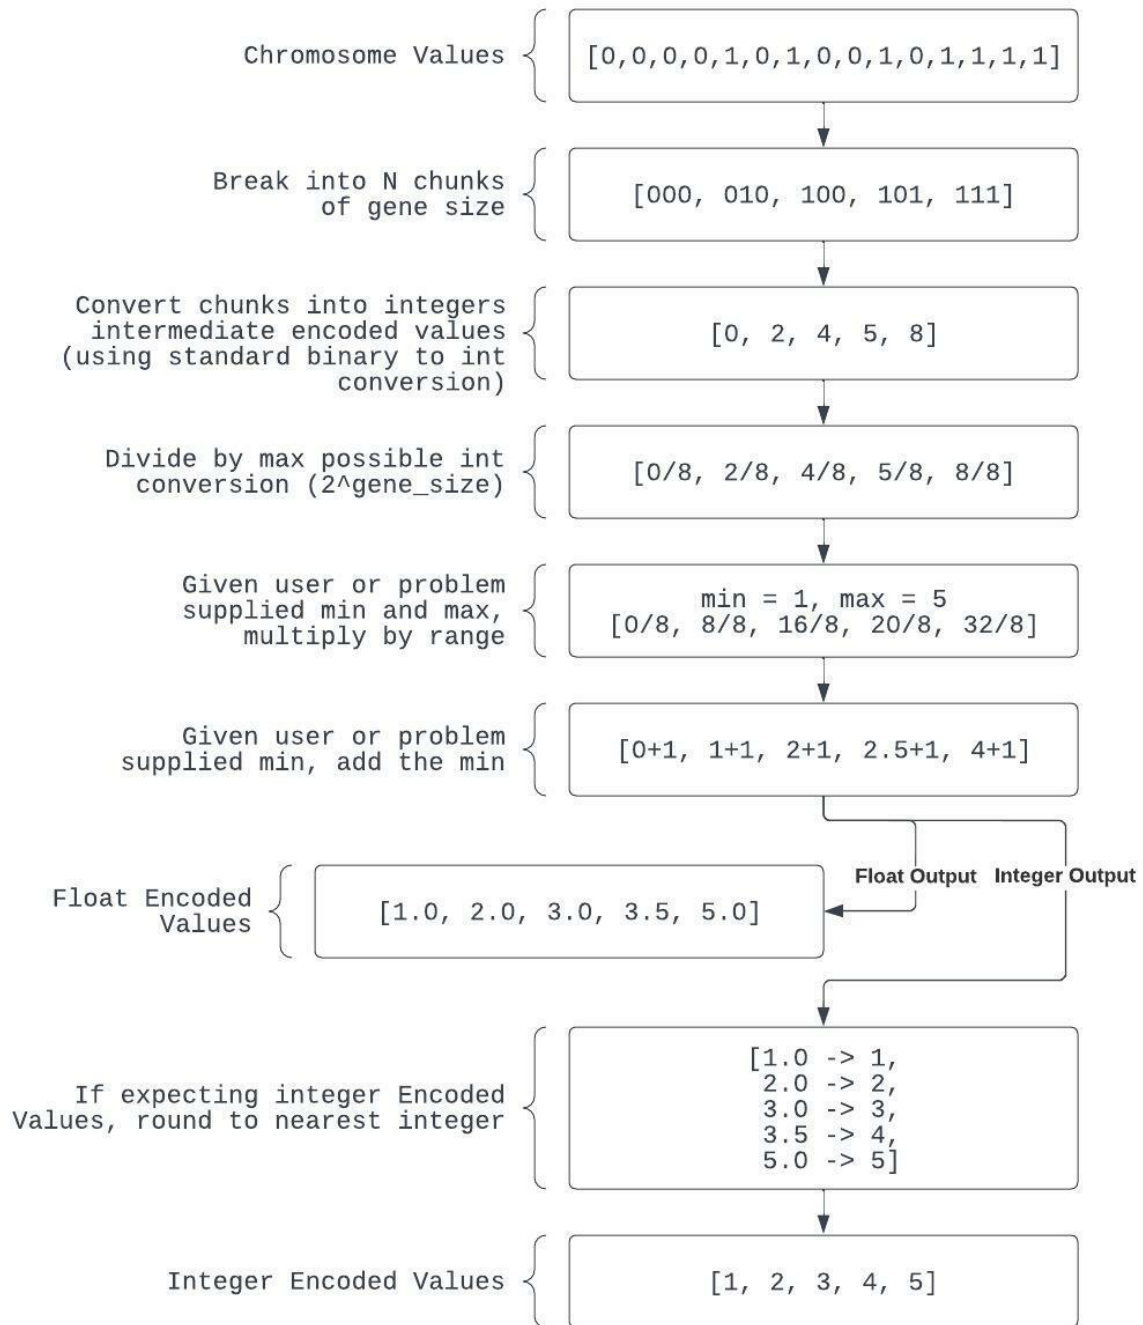 Chromosome Values
[0,0,0,0,1,0,1,0,0,1,0,1,1,1,1]
Break into N chunks
of gene size
[000, 010, 100, 101, 111]
Convert chunks into integers
intermediate encoded values
(using standard binary to int
conversion)
[0, 2, 4, 5, 8]
Divide by max possible int
conversion (2^gene_size)
[0/8, 2/8, 4/8, 5/8, 8/8]
Given user or problem
supplied min and max,
multiply by range
min = 1, max = 5
[0/8, 8/8, 16/8, 20/8, 32/8]
Given user or problem
supplied min, add the min
[0+1, 1+1, 2+1, 2.5+1, 4+1]
Float Output
Integer Output
Float Encoded
Values
[1.0, 2.0, 3.0, 3.5, 5.0]
If expecting integer Encoded
Values, round to nearest integer
[1.0 -> 1,
2.0 -> 2,
3.0 -> 3,
3.5 -> 4,
5.0 -> 5]
Integer Encoded Values
[1, 2, 3, 4, 5]